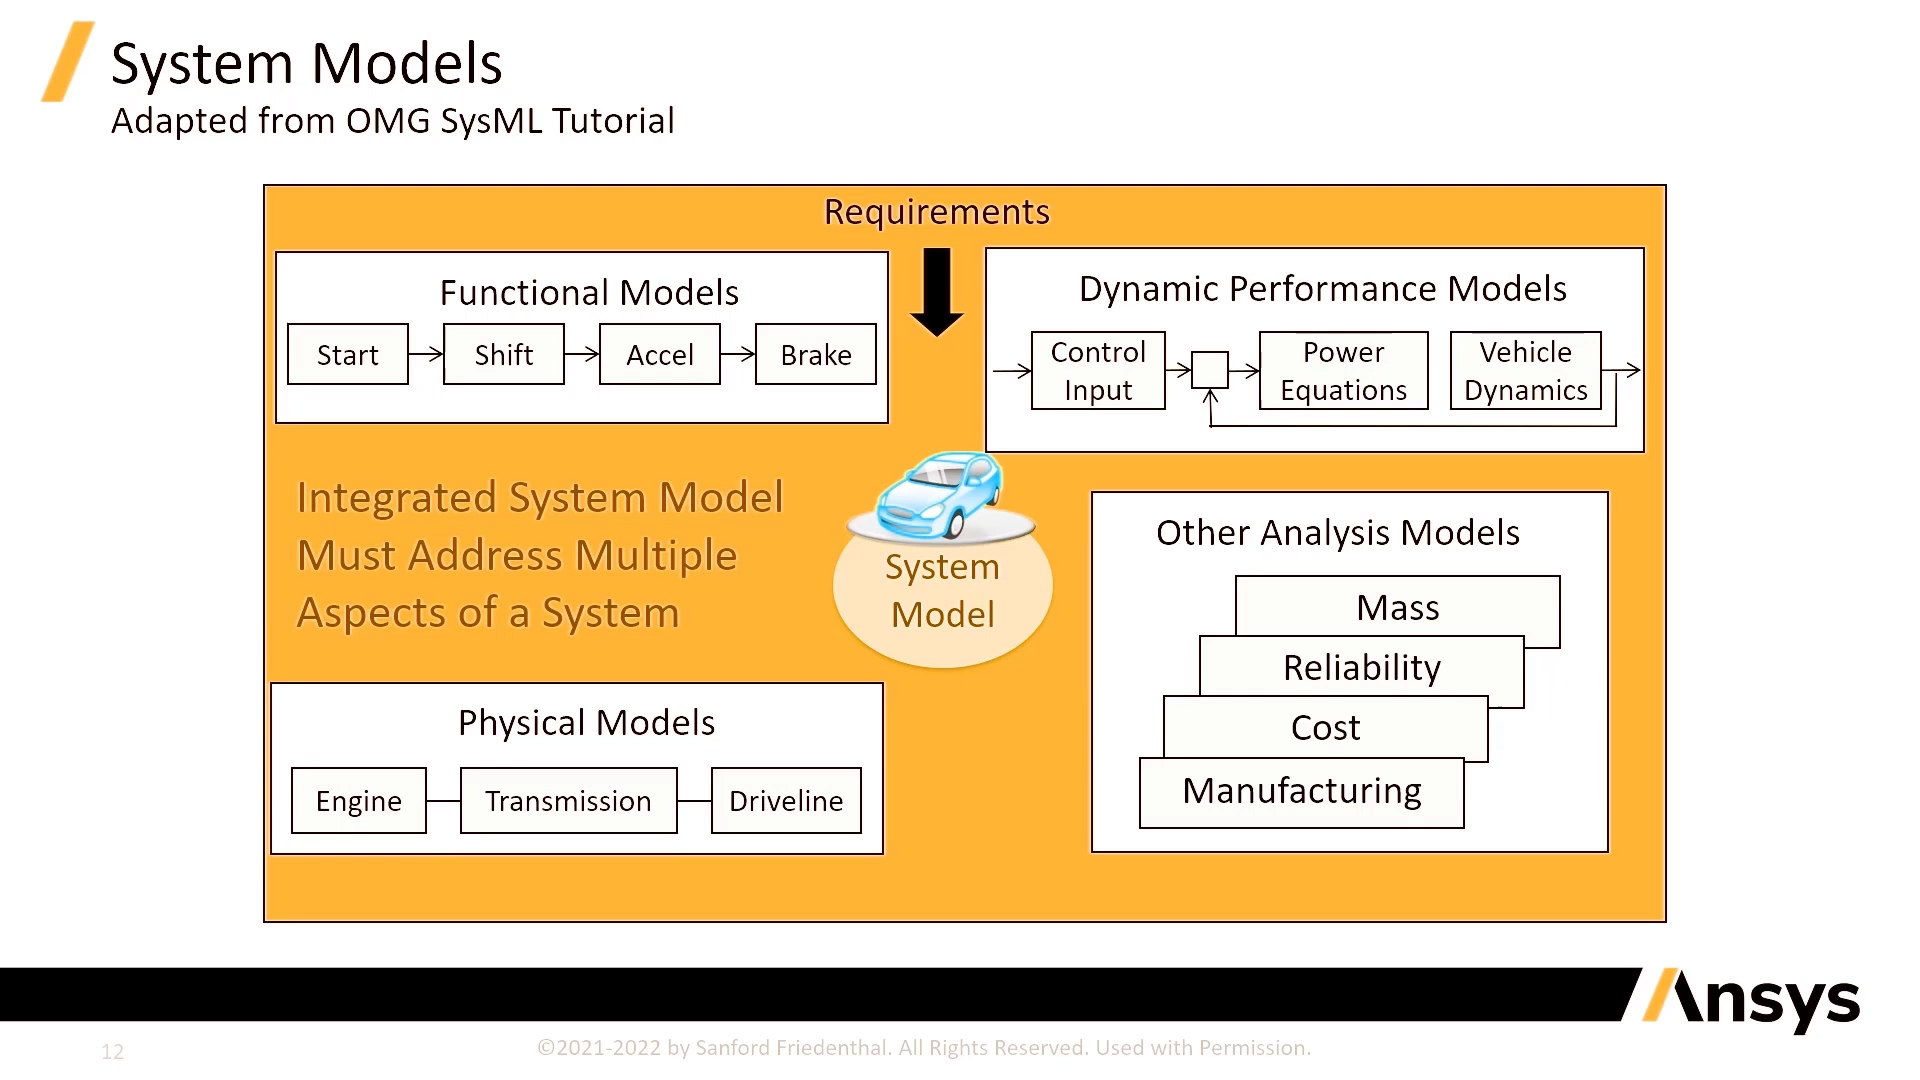 System Models
Adapted from OMG SysML Tutorial
Requirements
Functional Models
Start
Shift
Accel
Brake
Dynamic Performance Models
Control
Input
Power
Equations
Vehicle
Dynamics
Integrated System Model
Must Address Multiple
Aspects of a System
System
Model
Other Analysis Models
Mass
Reliability
Cost
Manufacturing
Physical Models
Engine
Transmission
Driveline
Ansys
12
©2021-2022 by Sanford Friedenthal. All Rights Reserved. Used with Permission.